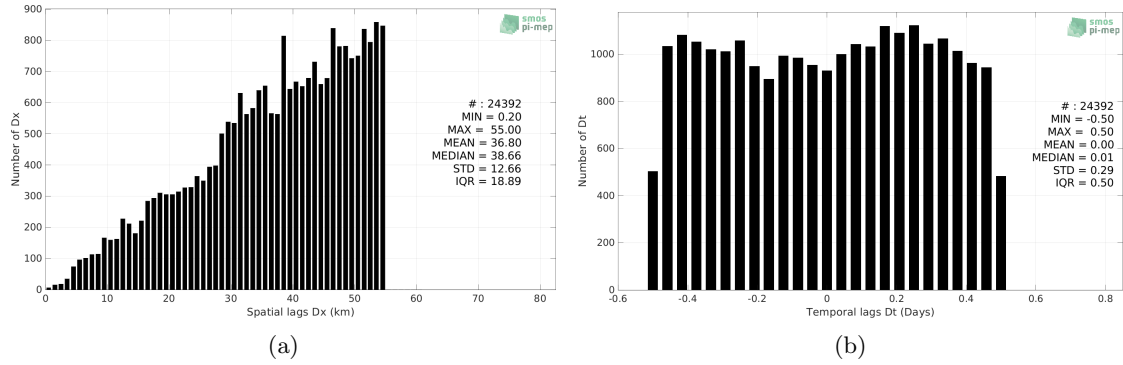 900
800
700
600
500
400
300
200
100
0
Number of Dx
0 10 20 30 40 50 60 70 80
Spatial lags Dx (km)
smos
pi-mep
# : 24392
MIN = 0.20
MAX = 55.00
MEAN = 36.80
MEDIAN = 38.66
STD = 12.66
IQR = 18.89
(a)
1000
800
600
400
200
0
Number of Dt
-0.6 -0.4 -0.2 0 0.2 0.4 0.6 0.8
Temporal lags Dt (Days)
smos
pi-mep
# : 24392
MIN = -0.50
MAX = 0.50
MEAN = 0.00
MEDIAN = 0.01
STD = 0.29
IQR = 0.50
(b)